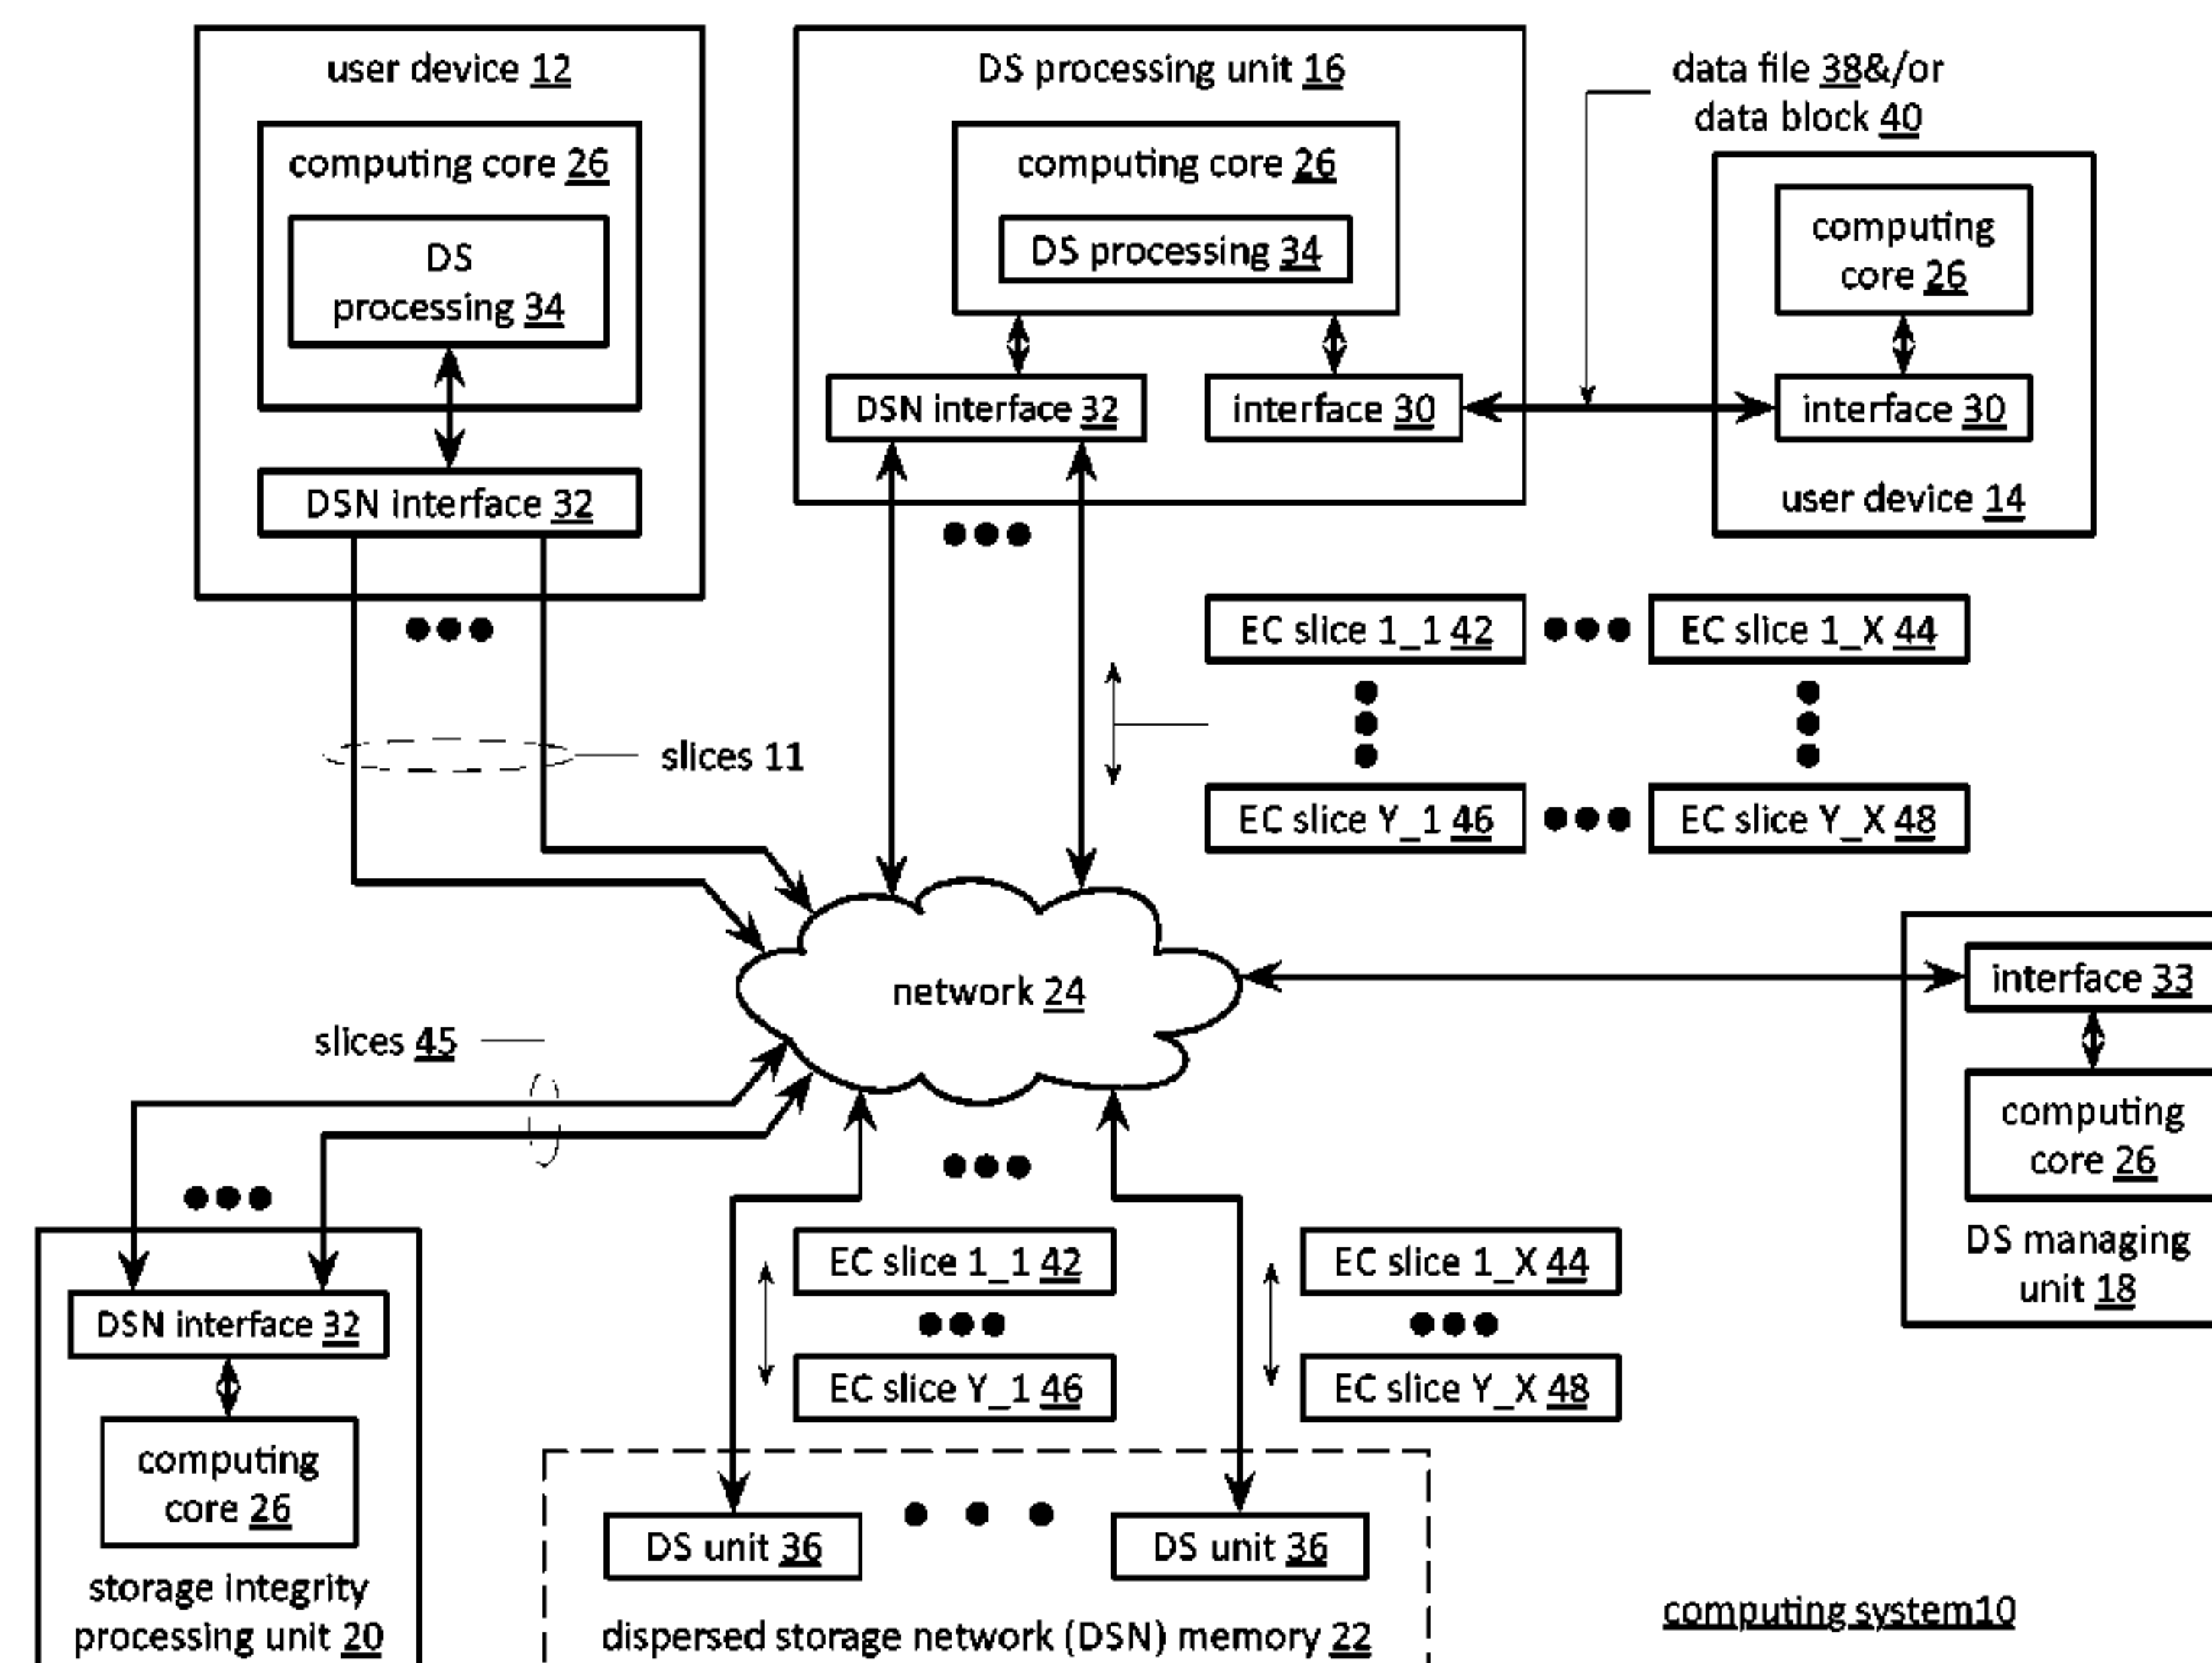 user device 12
computing core 26
DS
processing 34
DSN interface 32
DS processing unit 16
computing core 26
DS processing 34
DSN interface 32
interface 30
data file 38&/or
data block 40
computing
core 26
interface 30
user device 14
slices 11
EC slice 1_1 42
EC slice 1_X 44
EC slice Y_1 46
EC slice Y_X 48
network 24
interface 33
computing
core 26
DS managing
unit 18
slices 45
DSN interface 32
computing
core 26
storage integrity
processing unit 20
EC slice 1_1 42
EC slice Y_1 46
EC slice 1_X 44
EC slice Y_X 48
DS unit 36
DS unit 36
dispersed storage network (DSN) memory 22
computing system10